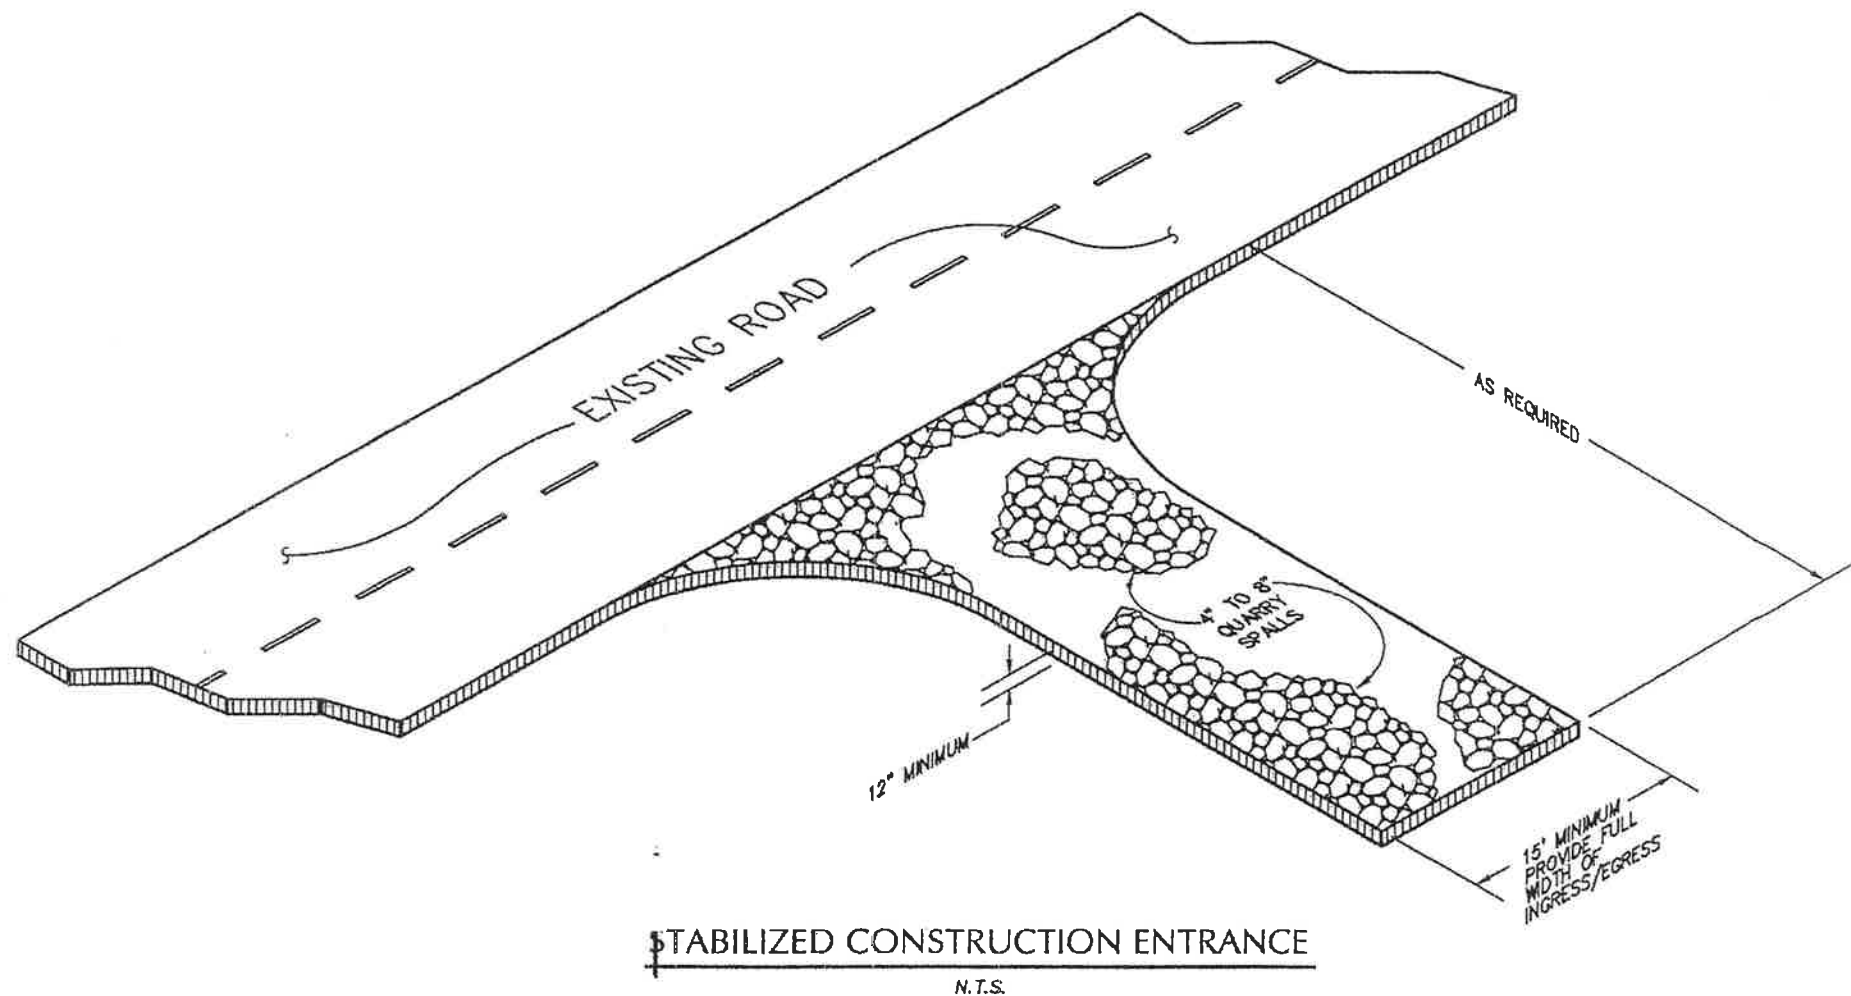 EXISTING ROAD
AS REQUIRED
4" TO 8"
QUARRY
SPALLS
12" MINIMUM
15' MINIMUM
PROVIDE FULL
WIDTH OF
INGRESS/EGRESS
STABILIZED CONSTRUCTION ENTRANCE
N.T.S.